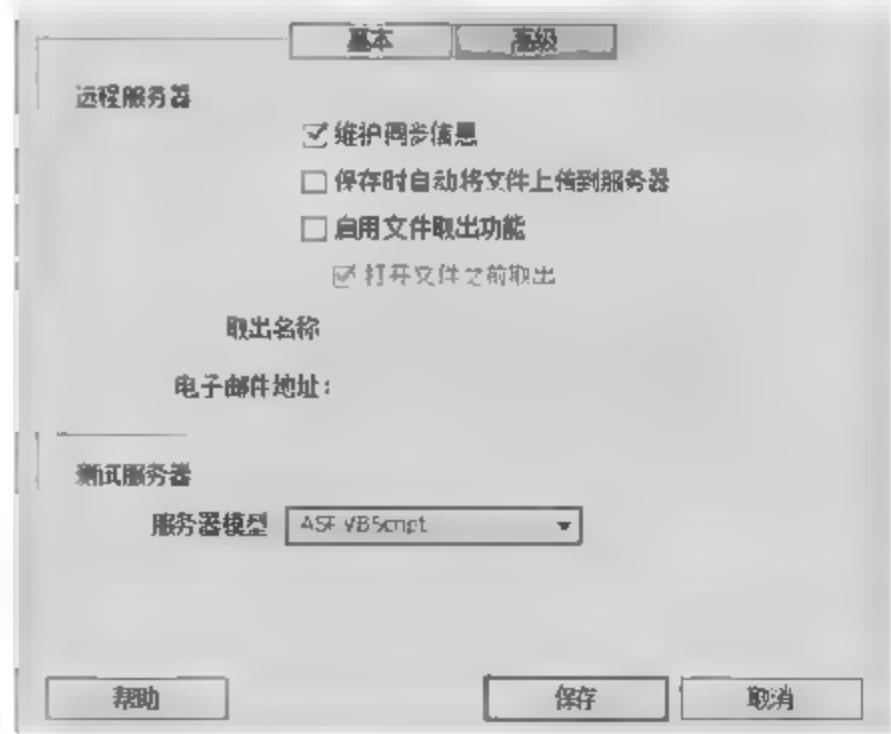 基本 高级
远程服务器
维护同步信息
保存时自动将文件上传到服务器
启用文件取出功能
打开文件之前取出
取出名称
电子邮件地址:
测试服务器
服务器模型 ASP VBScript
帮助 保存 取消